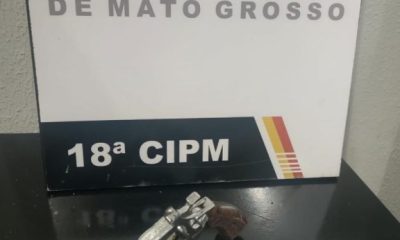 DE MATO GROSSO
18ª CIPM